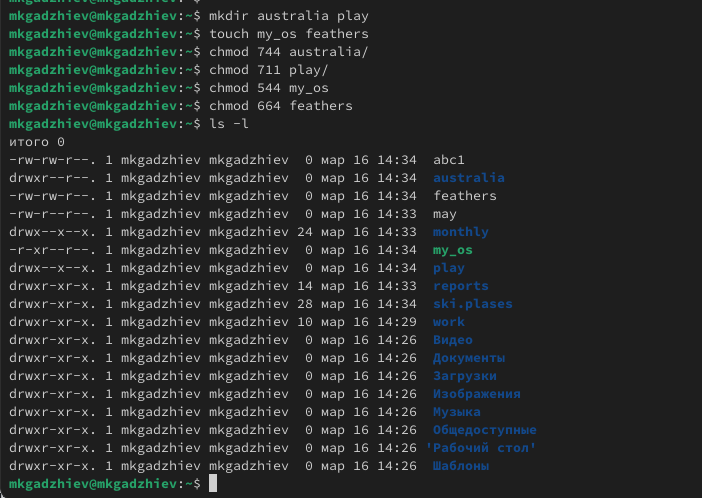 mkgadzhiev@mkgadzhiev:~$ mkdir australia play
mkgadzhiev@mkgadzhiev:~$ touch my_os feathers
mkgadzhiev@mkgadzhiev:~$ chmod 744 australia/
mkgadzhiev@mkgadzhiev:~$ chmod 711 play/
mkgadzhiev@mkgadzhiev:~$ chmod 544 my_os
mkgadzhiev@mkgadzhiev:~$ chmod 664 feathers
mkgadzhiev@mkgadzhiev:~$ ls -l
итого 0
-rw-rw-r--. 1 mkgadzhiev mkgadzhiev  0 мар 16 14:34  abc1
drwxr--r--. 1 mkgadzhiev mkgadzhiev  0 мар 16 14:34  australia
-rw-rw-r--. 1 mkgadzhiev mkgadzhiev  0 мар 16 14:34  feathers
-rw-r--r--. 1 mkgadzhiev mkgadzhiev  0 мар 16 14:33  may
drwx--x--x. 1 mkgadzhiev mkgadzhiev 24 мар 16 14:33  monthly
-r-xr--r--. 1 mkgadzhiev mkgadzhiev  0 мар 16 14:34  my_os
drwx--x--x. 1 mkgadzhiev mkgadzhiev  0 мар 16 14:34  play
drwxr-xr-x. 1 mkgadzhiev mkgadzhiev 14 мар 16 14:33  reports
drwxr-xr-x. 1 mkgadzhiev mkgadzhiev 28 мар 16 14:34  ski.plases
drwxr-xr-x. 1 mkgadzhiev mkgadzhiev 10 мар 16 14:29  work
drwxr-xr-x. 1 mkgadzhiev mkgadzhiev  0 мар 16 14:26  Видео
drwxr-xr-x. 1 mkgadzhiev mkgadzhiev  0 мар 16 14:26  Документы
drwxr-xr-x. 1 mkgadzhiev mkgadzhiev  0 мар 16 14:26  Загрузки
drwxr-xr-x. 1 mkgadzhiev mkgadzhiev  0 мар 16 14:26  Изображения
drwxr-xr-x. 1 mkgadzhiev mkgadzhiev  0 мар 16 14:26  Музыка
drwxr-xr-x. 1 mkgadzhiev mkgadzhiev  0 мар 16 14:26  Общедоступные
drwxr-xr-x. 1 mkgadzhiev mkgadzhiev  0 мар 16 14:26 'Рабочий стол'
drwxr-xr-x. 1 mkgadzhiev mkgadzhiev  0 мар 16 14:26  Шаблоны
mkgadzhiev@mkgadzhiev:~$